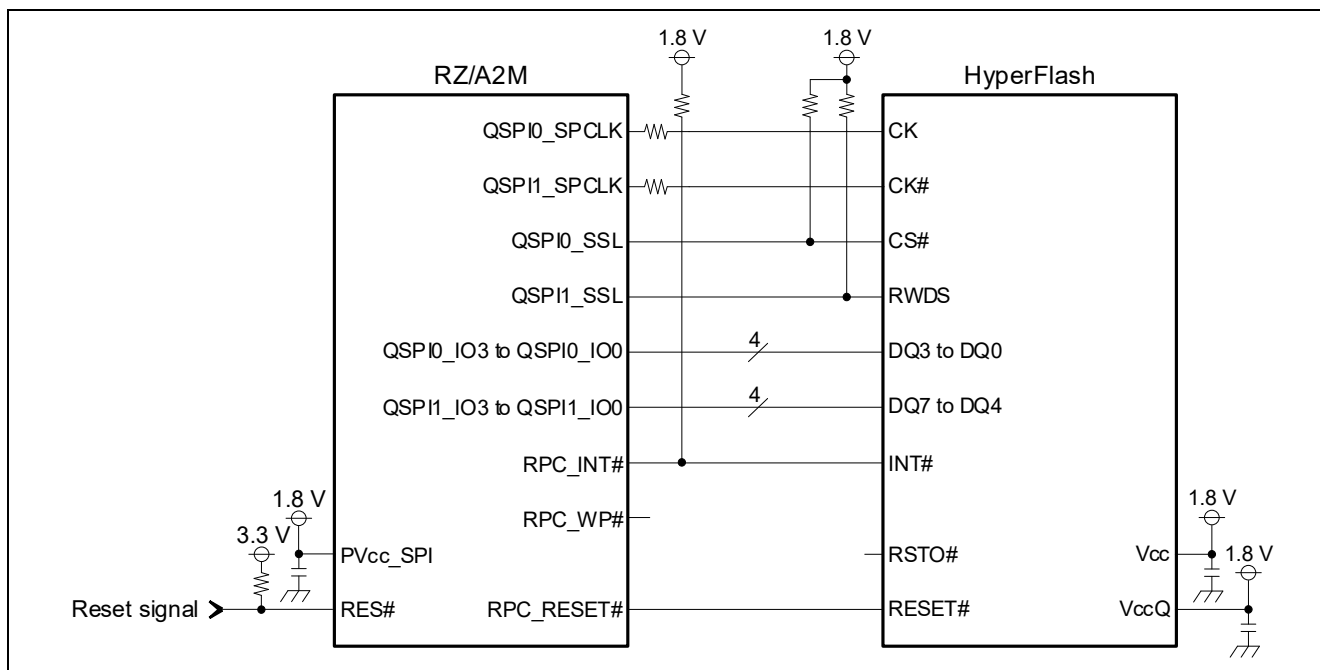 1.8 V
1.8 V
RZ/A2M
HyperFlash
QSPI0_SPCLK
CK
QSPI1_SPCLK
CK#
QSPI0_SSL
CS#
QSPI1_SSL
RWDS
QSPI0_IO3 to QSPI0_IO0
4
DQ3 to DQ0
QSPI1_IO3 to QSPI1_IO0
4
DQ7 to DQ4
RPC_INT#
INT#
1.8 V
RPC_WP#
1.8 V
3.3 V
PVcc_SPI
RSTO#
Vcc
1.8 V
Reset signal
RES#
RPC_RESET#
RESET#
VccQ